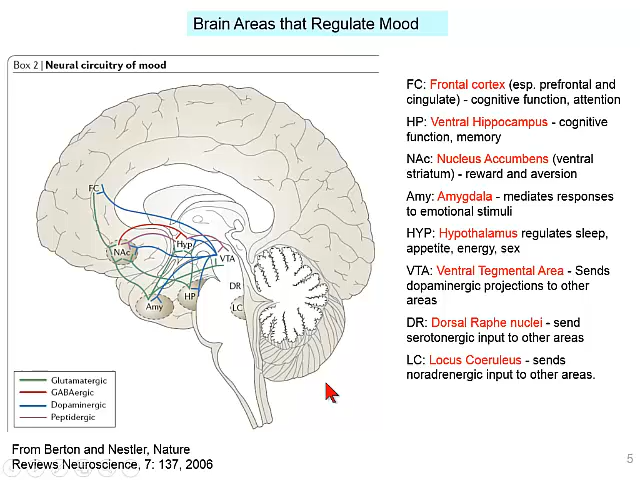 Brain Areas that Regulate Mood
Box 2 | Neural circuitry of mood
FC
NAc
Hyp
VTA
DR
HP
Amy
LC
Glutamatergic
GABAergic
Dopaminergic
Peptidergic
From Berton and Nestler, Nature
Reviews Neuroscience, 7: 137, 2006
FC: Frontal cortex (esp. prefrontal and
cingulate) - cognitive function, attention
HP: Ventral Hippocampus - cognitive
function, memory
NAc: Nucleus Accumbens (ventral
striatum) - reward and aversion
Amy: Amygdala - mediates responses
to emotional stimuli
HYP: Hypothalamus regulates sleep,
appetite, energy, sex
VTA: Ventral Tegmental Area - Sends
dopaminergic projections to other
areas
DR: Dorsal Raphe nuclei - send
serotonergic input to other areas
LC: Locus Coeruleus - sends
noradrenergic input to other areas.
5